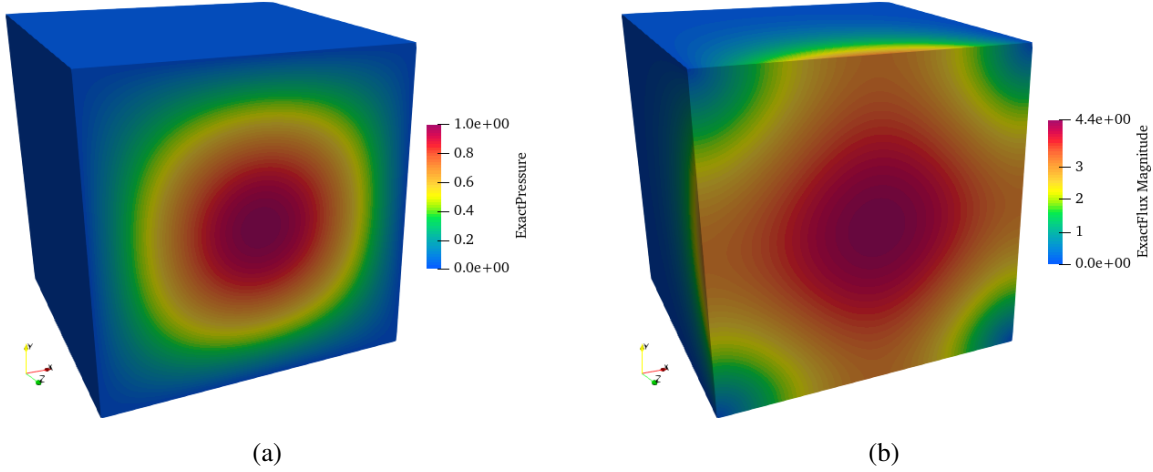 1.0e+00
0.8
0.6
0.4
0.2
0.0e+00
ExactPressure
Y
X
Z
(a)
4.4e+00
3
2
1
0.0e+00
ExactFlux Magnitude
Y
X
Z
(b)